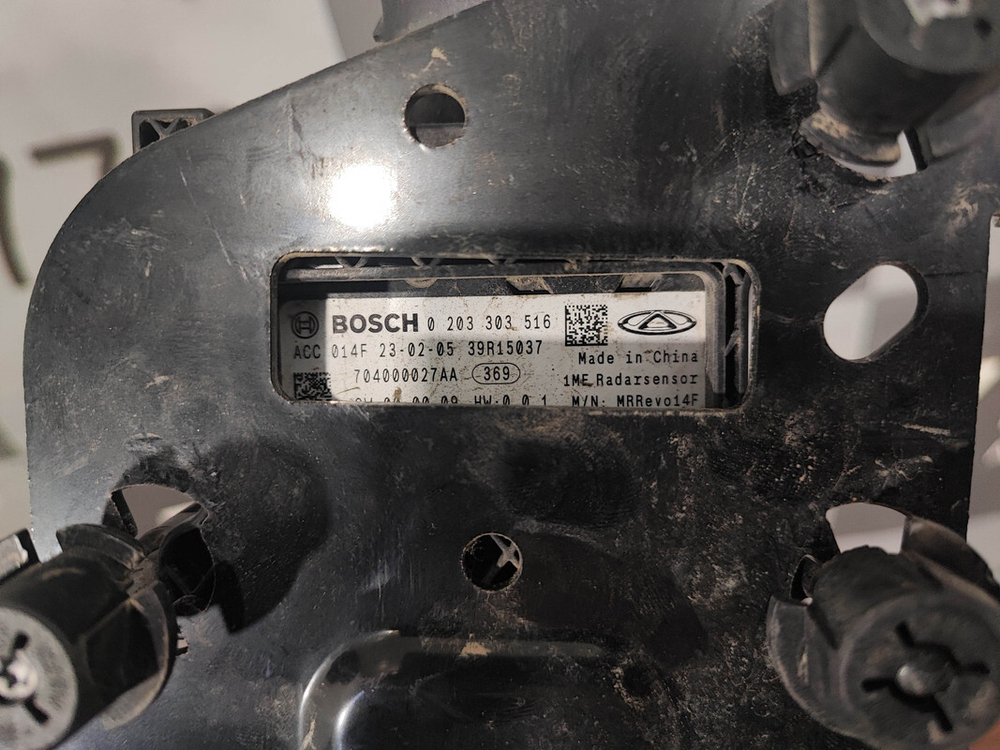 BOSCH 0 203 303 516
ACC 014F 23-02-05 39R15037
Made in China
704000027AA 369
1ME Radarsensor
HW:0.0.1
M/N: MRRevo14F